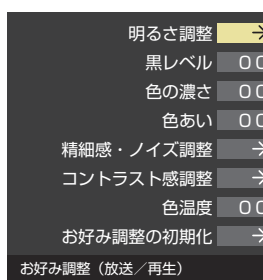 明るさ調整 →
黒レベル 00
色の濃さ 00
色あい 00
精細感・ノイズ調整 →
コントラスト感調整 →
色温度 00
お好み調整の初期化 →
お好み調整（放送／再生）